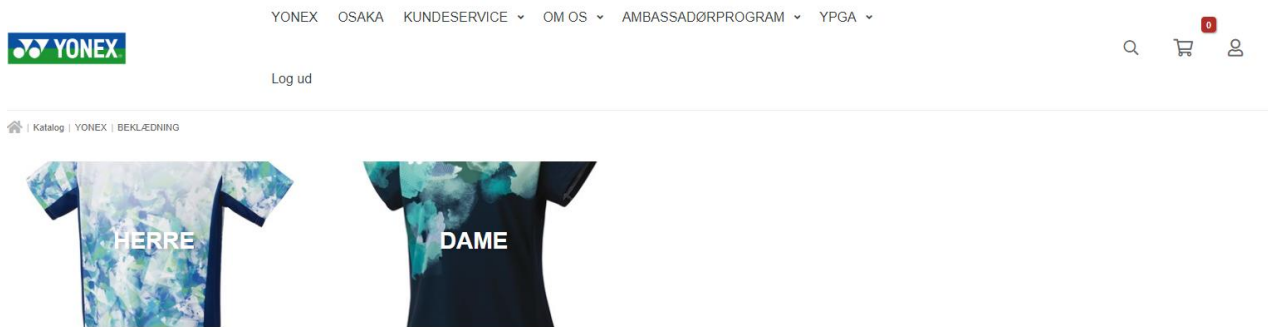 YONEX OSAKA KUNDESERVICE OM OS AMBASSADØRPROGRAM YPGA
0
YONEX
Log ud
| Katalog | YONEX | BEKLÆDNING
HERRE DAME